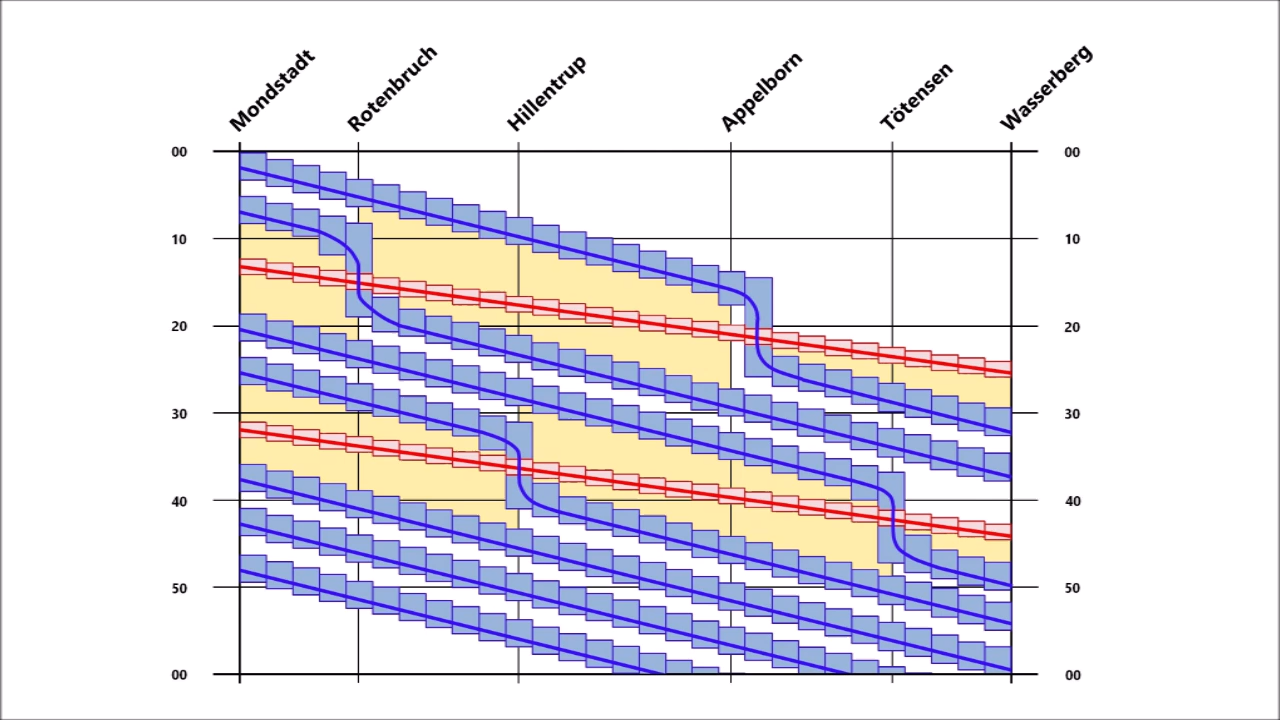 Mondstadt
Rotenbruch
Hillentrup
Appelborn
Tötensen
Wasserberg
00 00
10 10
20 20
30 30
40 40
50 50
00 00